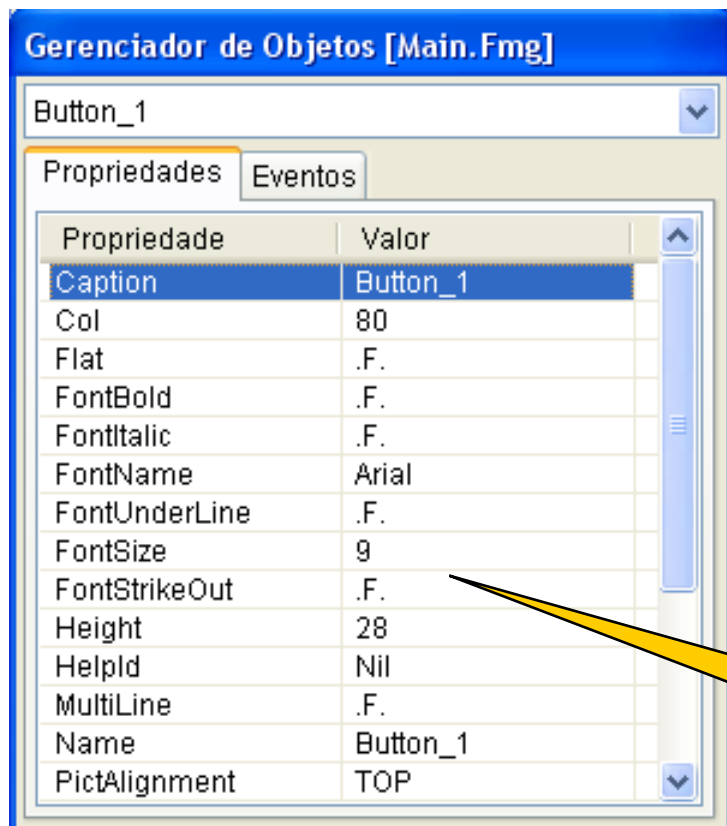 Gerenciador de Objetos [Main.Fmg]
Button_1
Propriedades Eventos
Propriedade Valor
Caption Button_1
Col 80
Flat .F.
FontBold .F.
FontItalic .F.
FontName Arial
FontUnderLine .F.
FontSize 9
FontStrikeOut .F.
Height 28
HelpId Nil
MultiLine .F.
Name Button_1
PictAlignment TOP